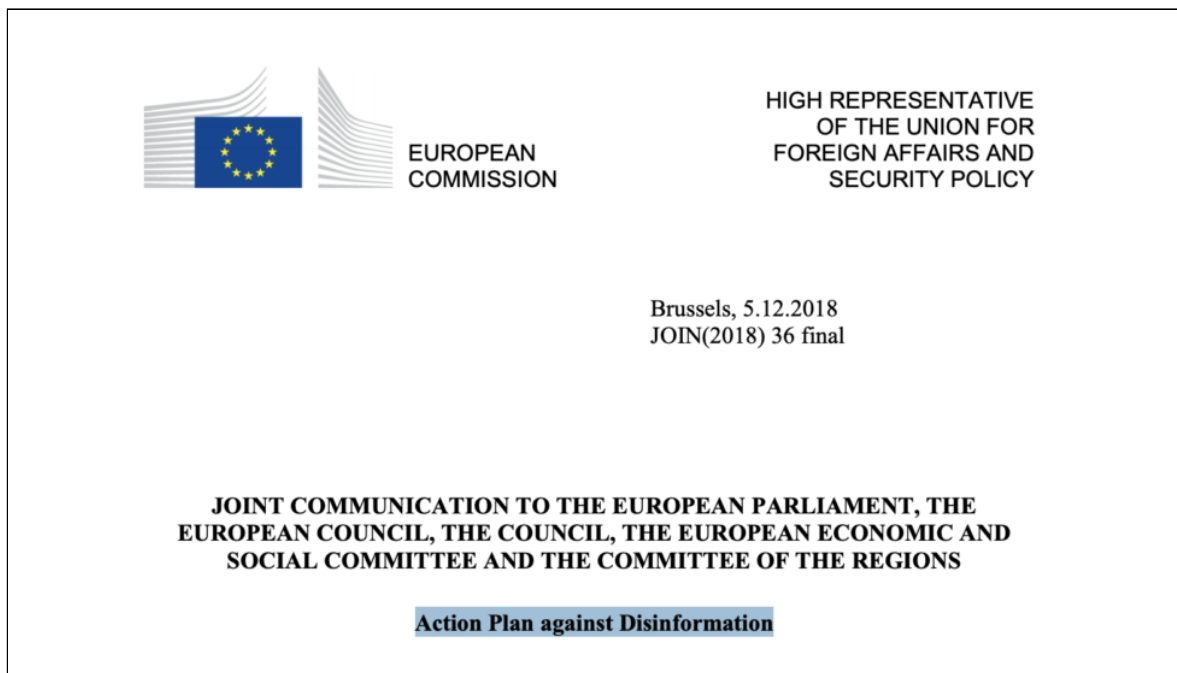 EUROPEAN
COMMISSION
HIGH REPRESENTATIVE
OF THE UNION FOR
FOREIGN AFFAIRS AND
SECURITY POLICY
Brussels, 5.12.2018
JOIN(2018) 36 final
JOINT COMMUNICATION TO THE EUROPEAN PARLIAMENT, THE
EUROPEAN COUNCIL, THE COUNCIL, THE EUROPEAN ECONOMIC AND
SOCIAL COMMITTEE AND THE COMMITTEE OF THE REGIONS
Action Plan against Disinformation